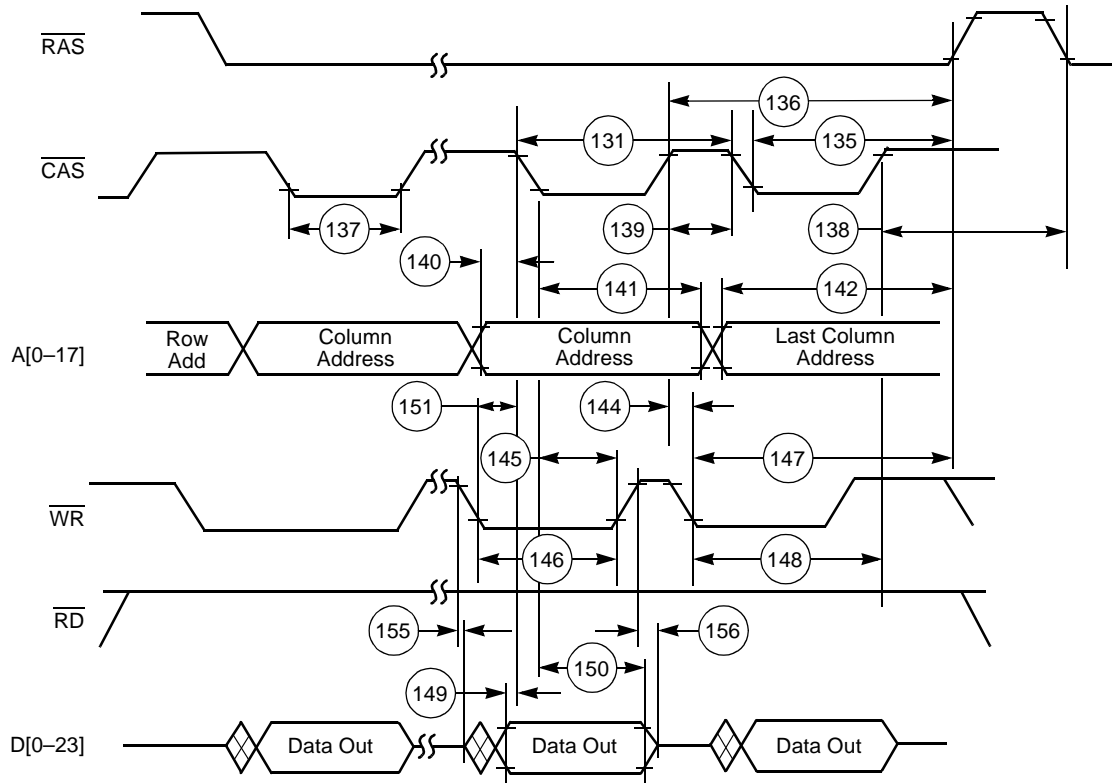 RAS
136
131
135
CAS
137
139
138
140
141
142
A[0–17]
Row
Add
Column
Address
Column
Address
Last Column
Address
151
144
145
147
WR
146
148
RD
155
156
150
149
D[0–23]
Data Out
Data Out
Data Out